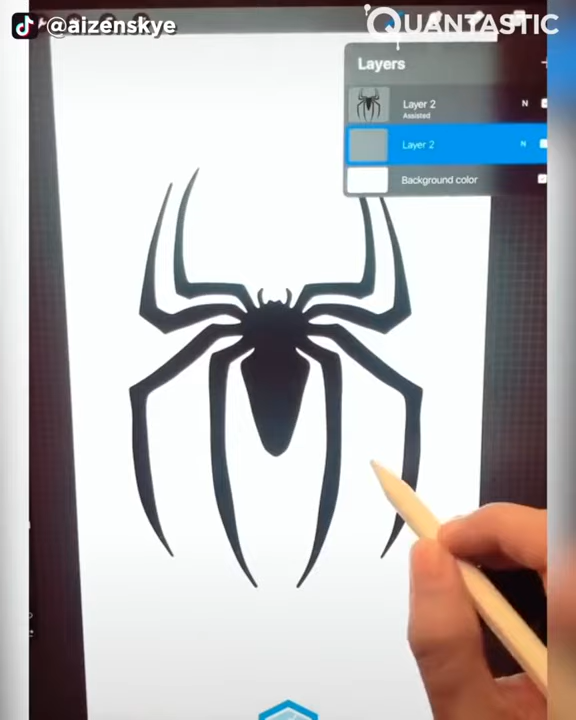 @aizenskye
QUANTASTIC
Layers
Layer 2
N
Assisted
Layer 2
N
Background color